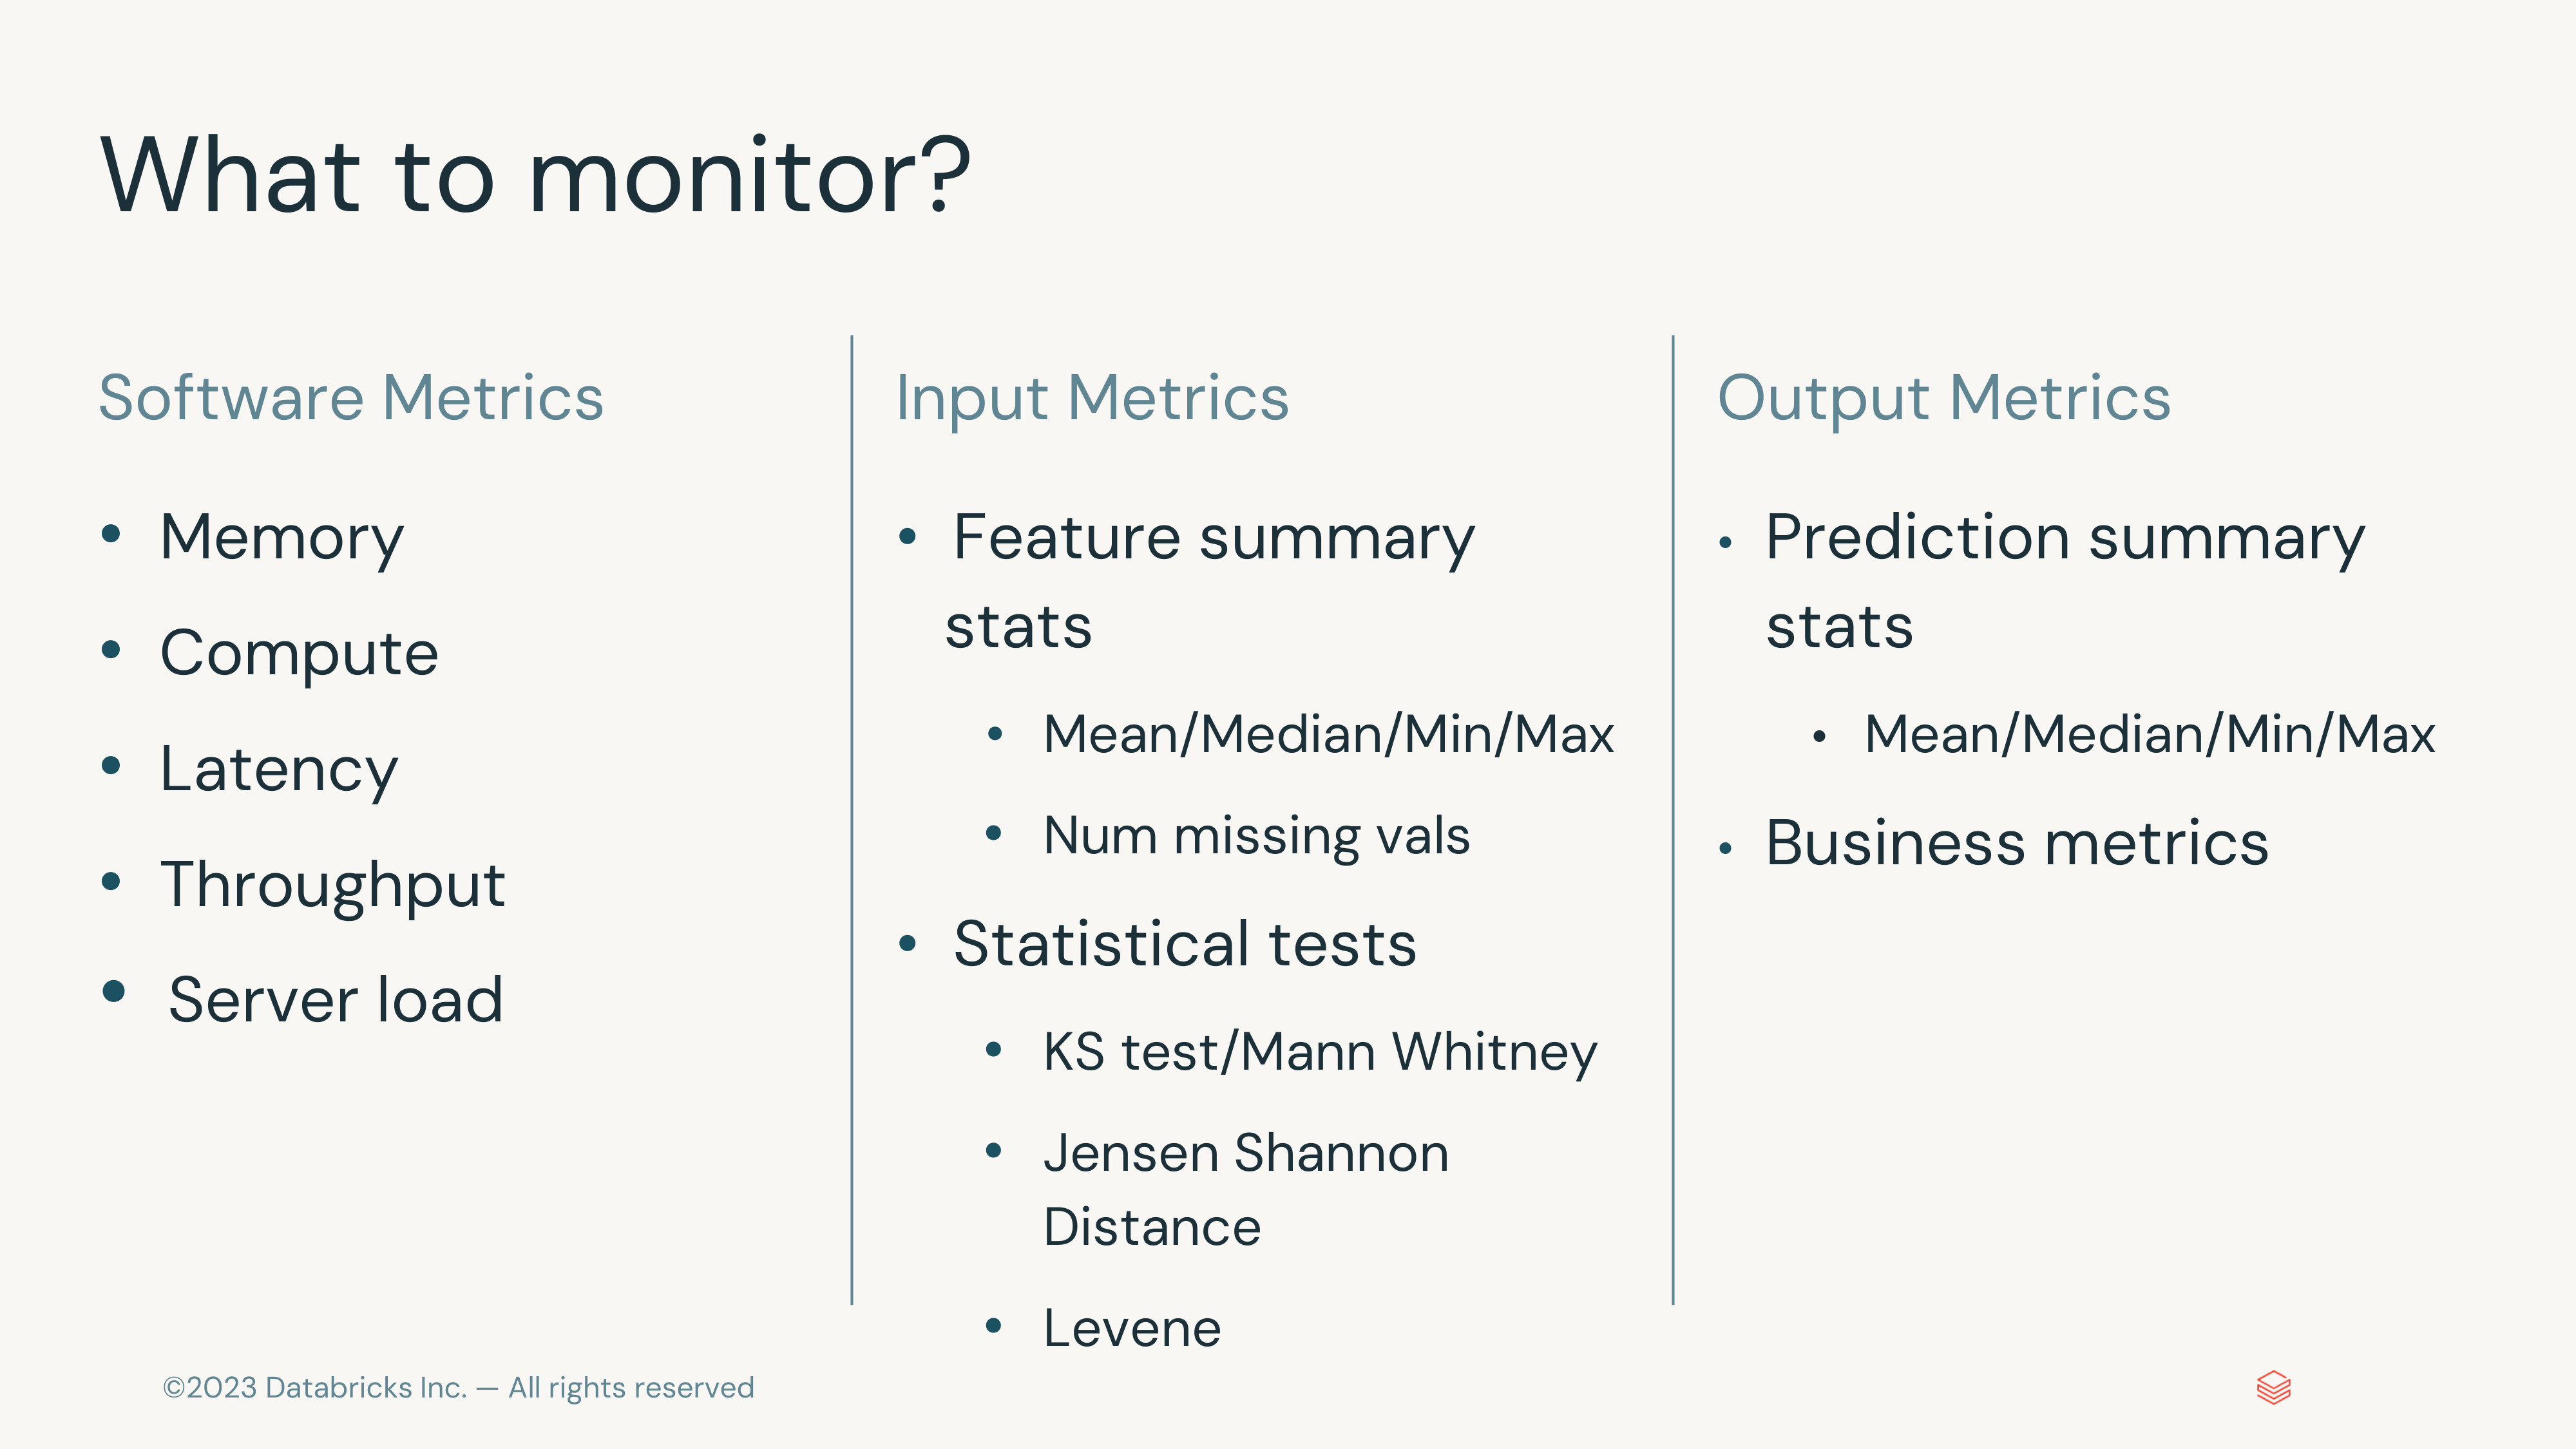 What to monitor?
Software Metrics
• Memory
• Compute
• Latency
• Throughput
• Server load
Input Metrics
• Feature summary
stats
• Mean/Median/Min/Max
• Num missing vals
• Statistical tests
• KS test/Mann Whitney
• Jensen Shannon
Distance
• Levene
Output Metrics
• Prediction summary
stats
• Mean/Median/Min/Max
• Business metrics
©2023 Databricks Inc. — All rights reserved